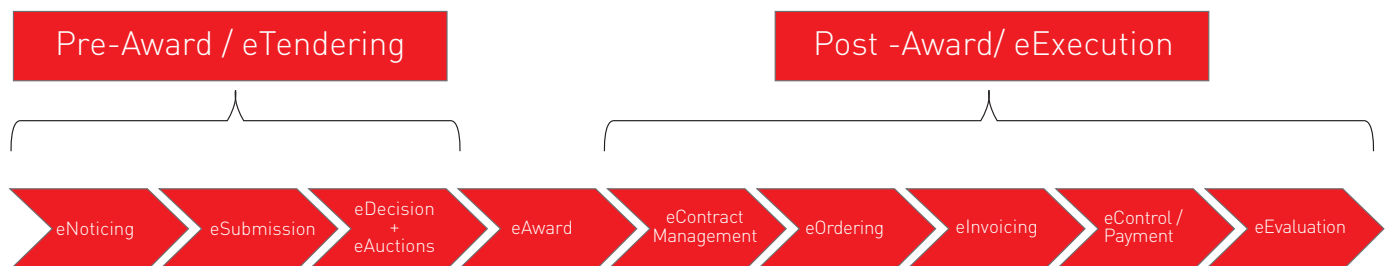 Pre-Award / eTendering
Post -Award/ eExecution
eNoticing
eSubmission
eDecision
+
eAuctions
eAward
eContract
Management
eOrdering
eInvoicing
eControl /
Payment
eEvaluation